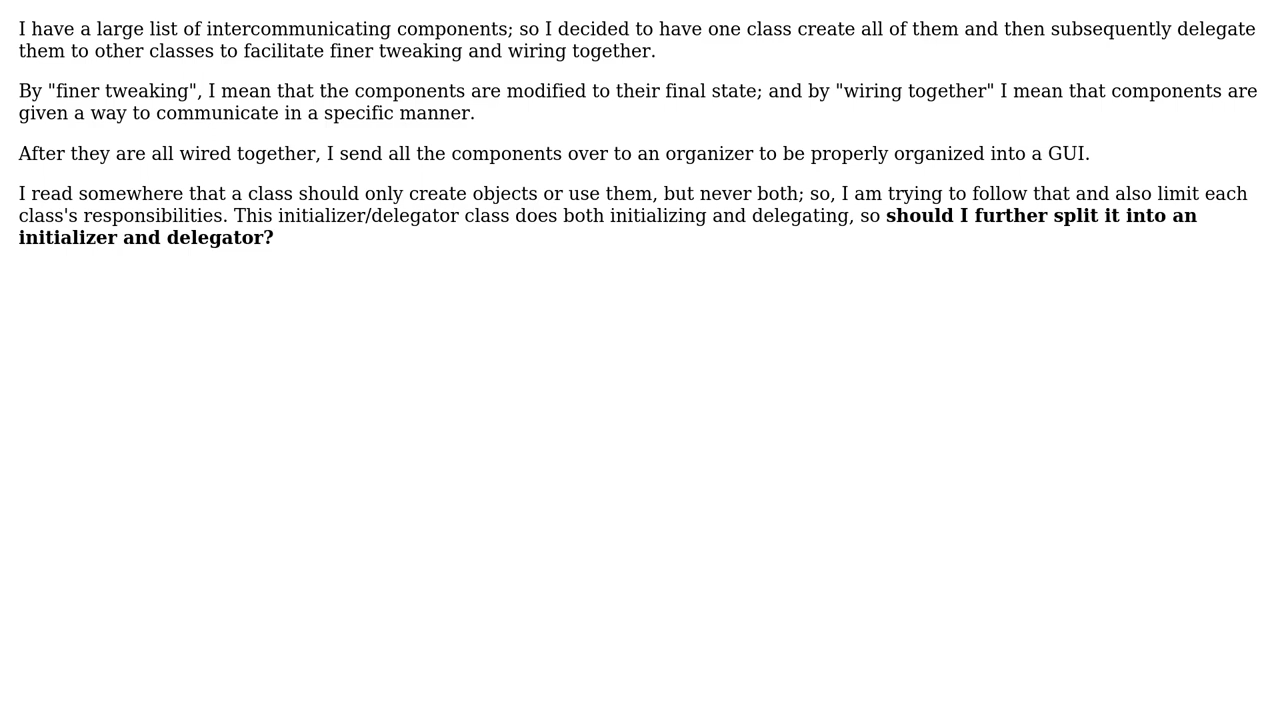 I have a large list of intercommunicating components; so I decided to have one class create all of them and then subsequently delegate
them to other classes to facilitate finer tweaking and wiring together.
By "finer tweaking", I mean that the components are modified to their final state; and by "wiring together" I mean that components are
given a way to communicate in a specific manner.
After they are all wired together, I send all the components over to an organizer to be properly organized into a GUI.
I read somewhere that a class should only create objects or use them, but never both; so, I am trying to follow that and also limit each
class's responsibilities. This initializer/delegator class does both initializing and delegating, so should I further split it into an
initializer and delegator?